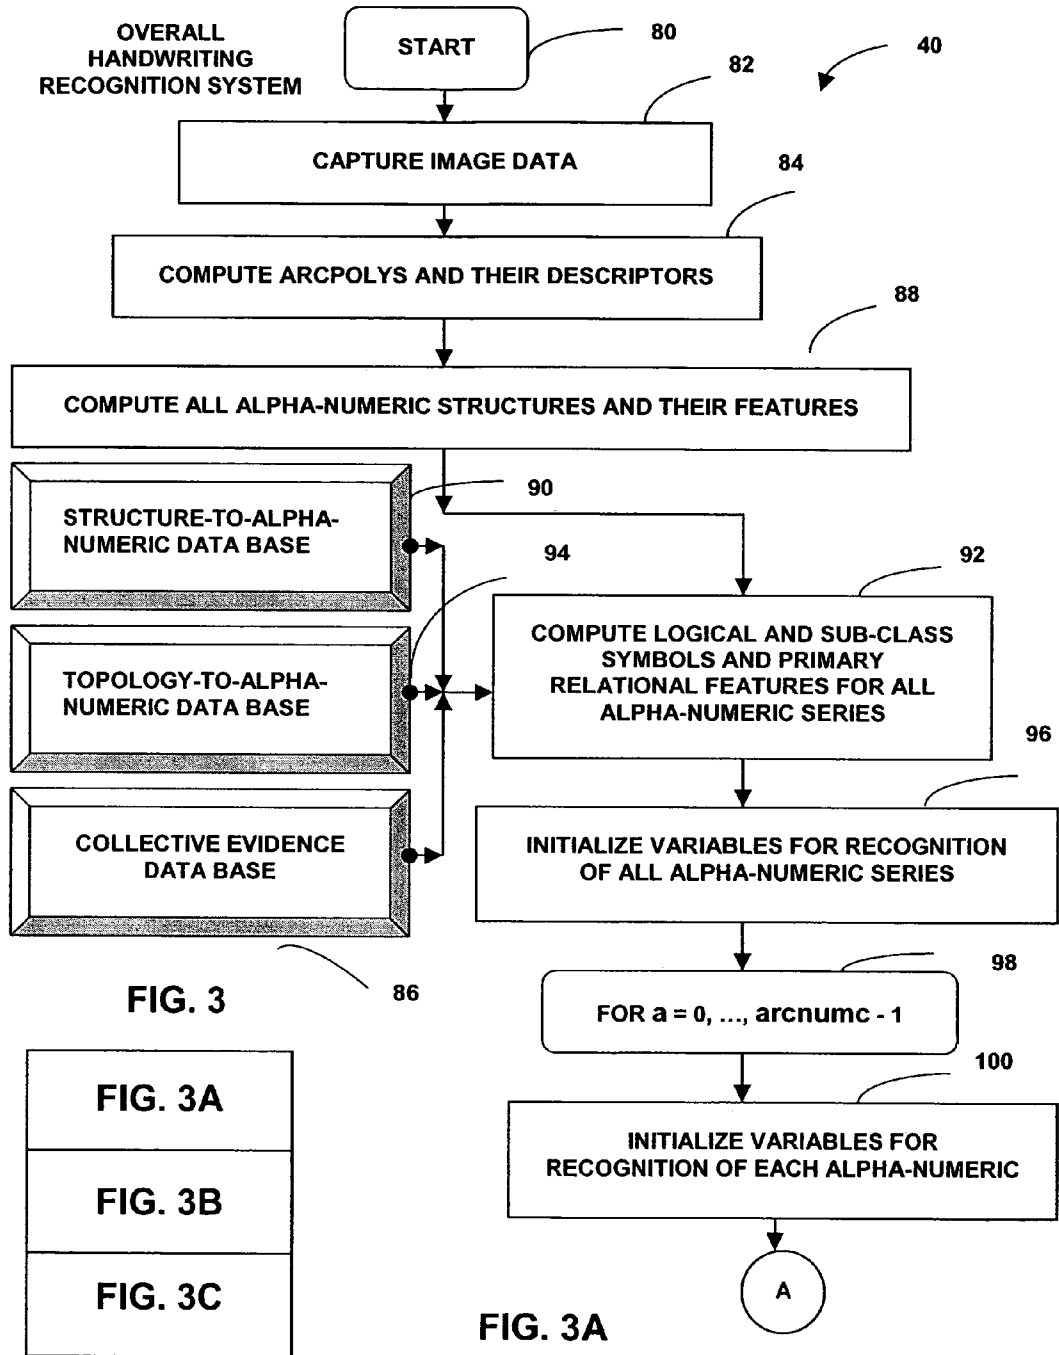 OVERALL
HANDWRITING
RECOGNITION SYSTEM
START
80
40
82
CAPTURE IMAGE DATA
84
COMPUTE ARCPOLYS AND THEIR DESCRIPTORS
88
COMPUTE ALL ALPHA-NUMERIC STRUCTURES AND THEIR FEATURES
90
STRUCTURE-TO-ALPHA-
NUMERIC DATA BASE
94
92
COMPUTE LOGICAL AND SUB-CLASS
SYMBOLS AND PRIMARY
RELATIONAL FEATURES FOR ALL
ALPHA-NUMERIC SERIES
TOPOLOGY-TO-ALPHA-
NUMERIC DATA BASE
96
COLLECTIVE EVIDENCE
DATA BASE
INITIALIZE VARIABLES FOR RECOGNITION
OF ALL ALPHA-NUMERIC SERIES
86
98
FIG. 3
FOR a = 0, ..., arcnumc - 1
100
FIG. 3A
FIG. 3B
FIG. 3C
INITIALIZE VARIABLES FOR
RECOGNITION OF EACH ALPHA-NUMERIC
A
FIG. 3A